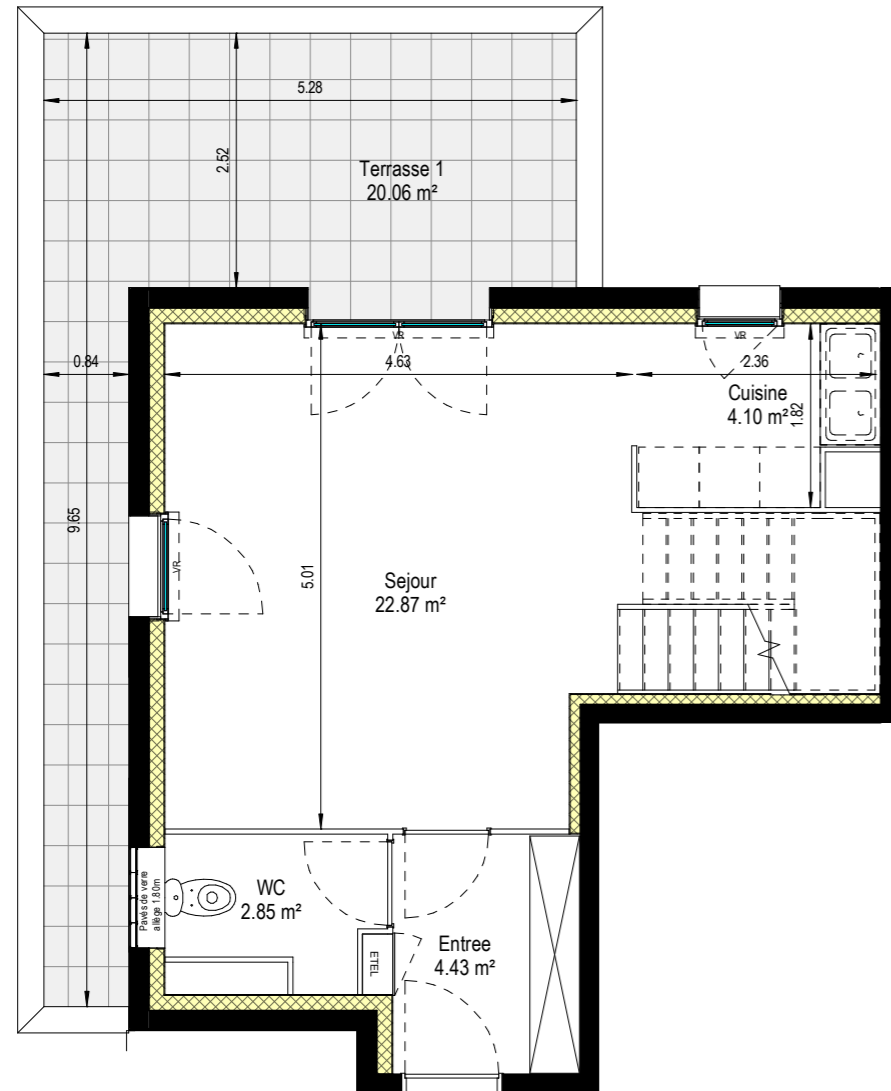 5.28
2.52
Terrasse 1
20.06 m²
VR
VR
0.84
4.63
2.36
Cuisine
4.10 m²
1.82
9.65
VR
5.01
Sejour
22.87 m²
Pavés de verre
allège 1.80m
WC
2.85 m²
ETEL
Entree
4.43 m²